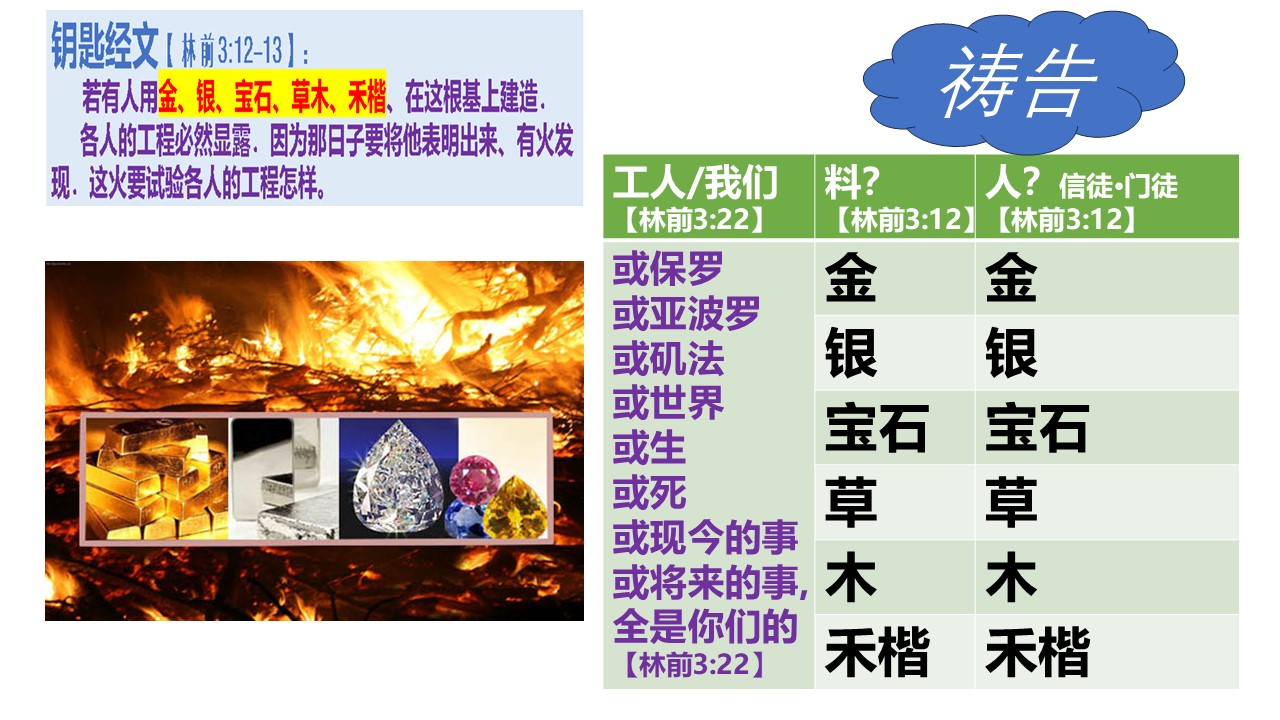 钥匙经文【林前3:12-13】:
若有人用金、银、宝石、草木、禾楷、在这根基上建造．
各人的工程必然显露．因为那日子要将他表明出来、有火发
现．这火要试验各人的工程怎样。
祷告
工人/我们 料？ 人？信徒•门徒
【林前3:22】 【林前3:12】 【林前3:12】
或保罗
或亚波罗
或矶法
或世界
或生
或死
或现今的事
或将来的事,
全是你们的
【林前3:22】
金 金
银 银
宝石 宝石
草 草
木 木
禾楷 禾楷